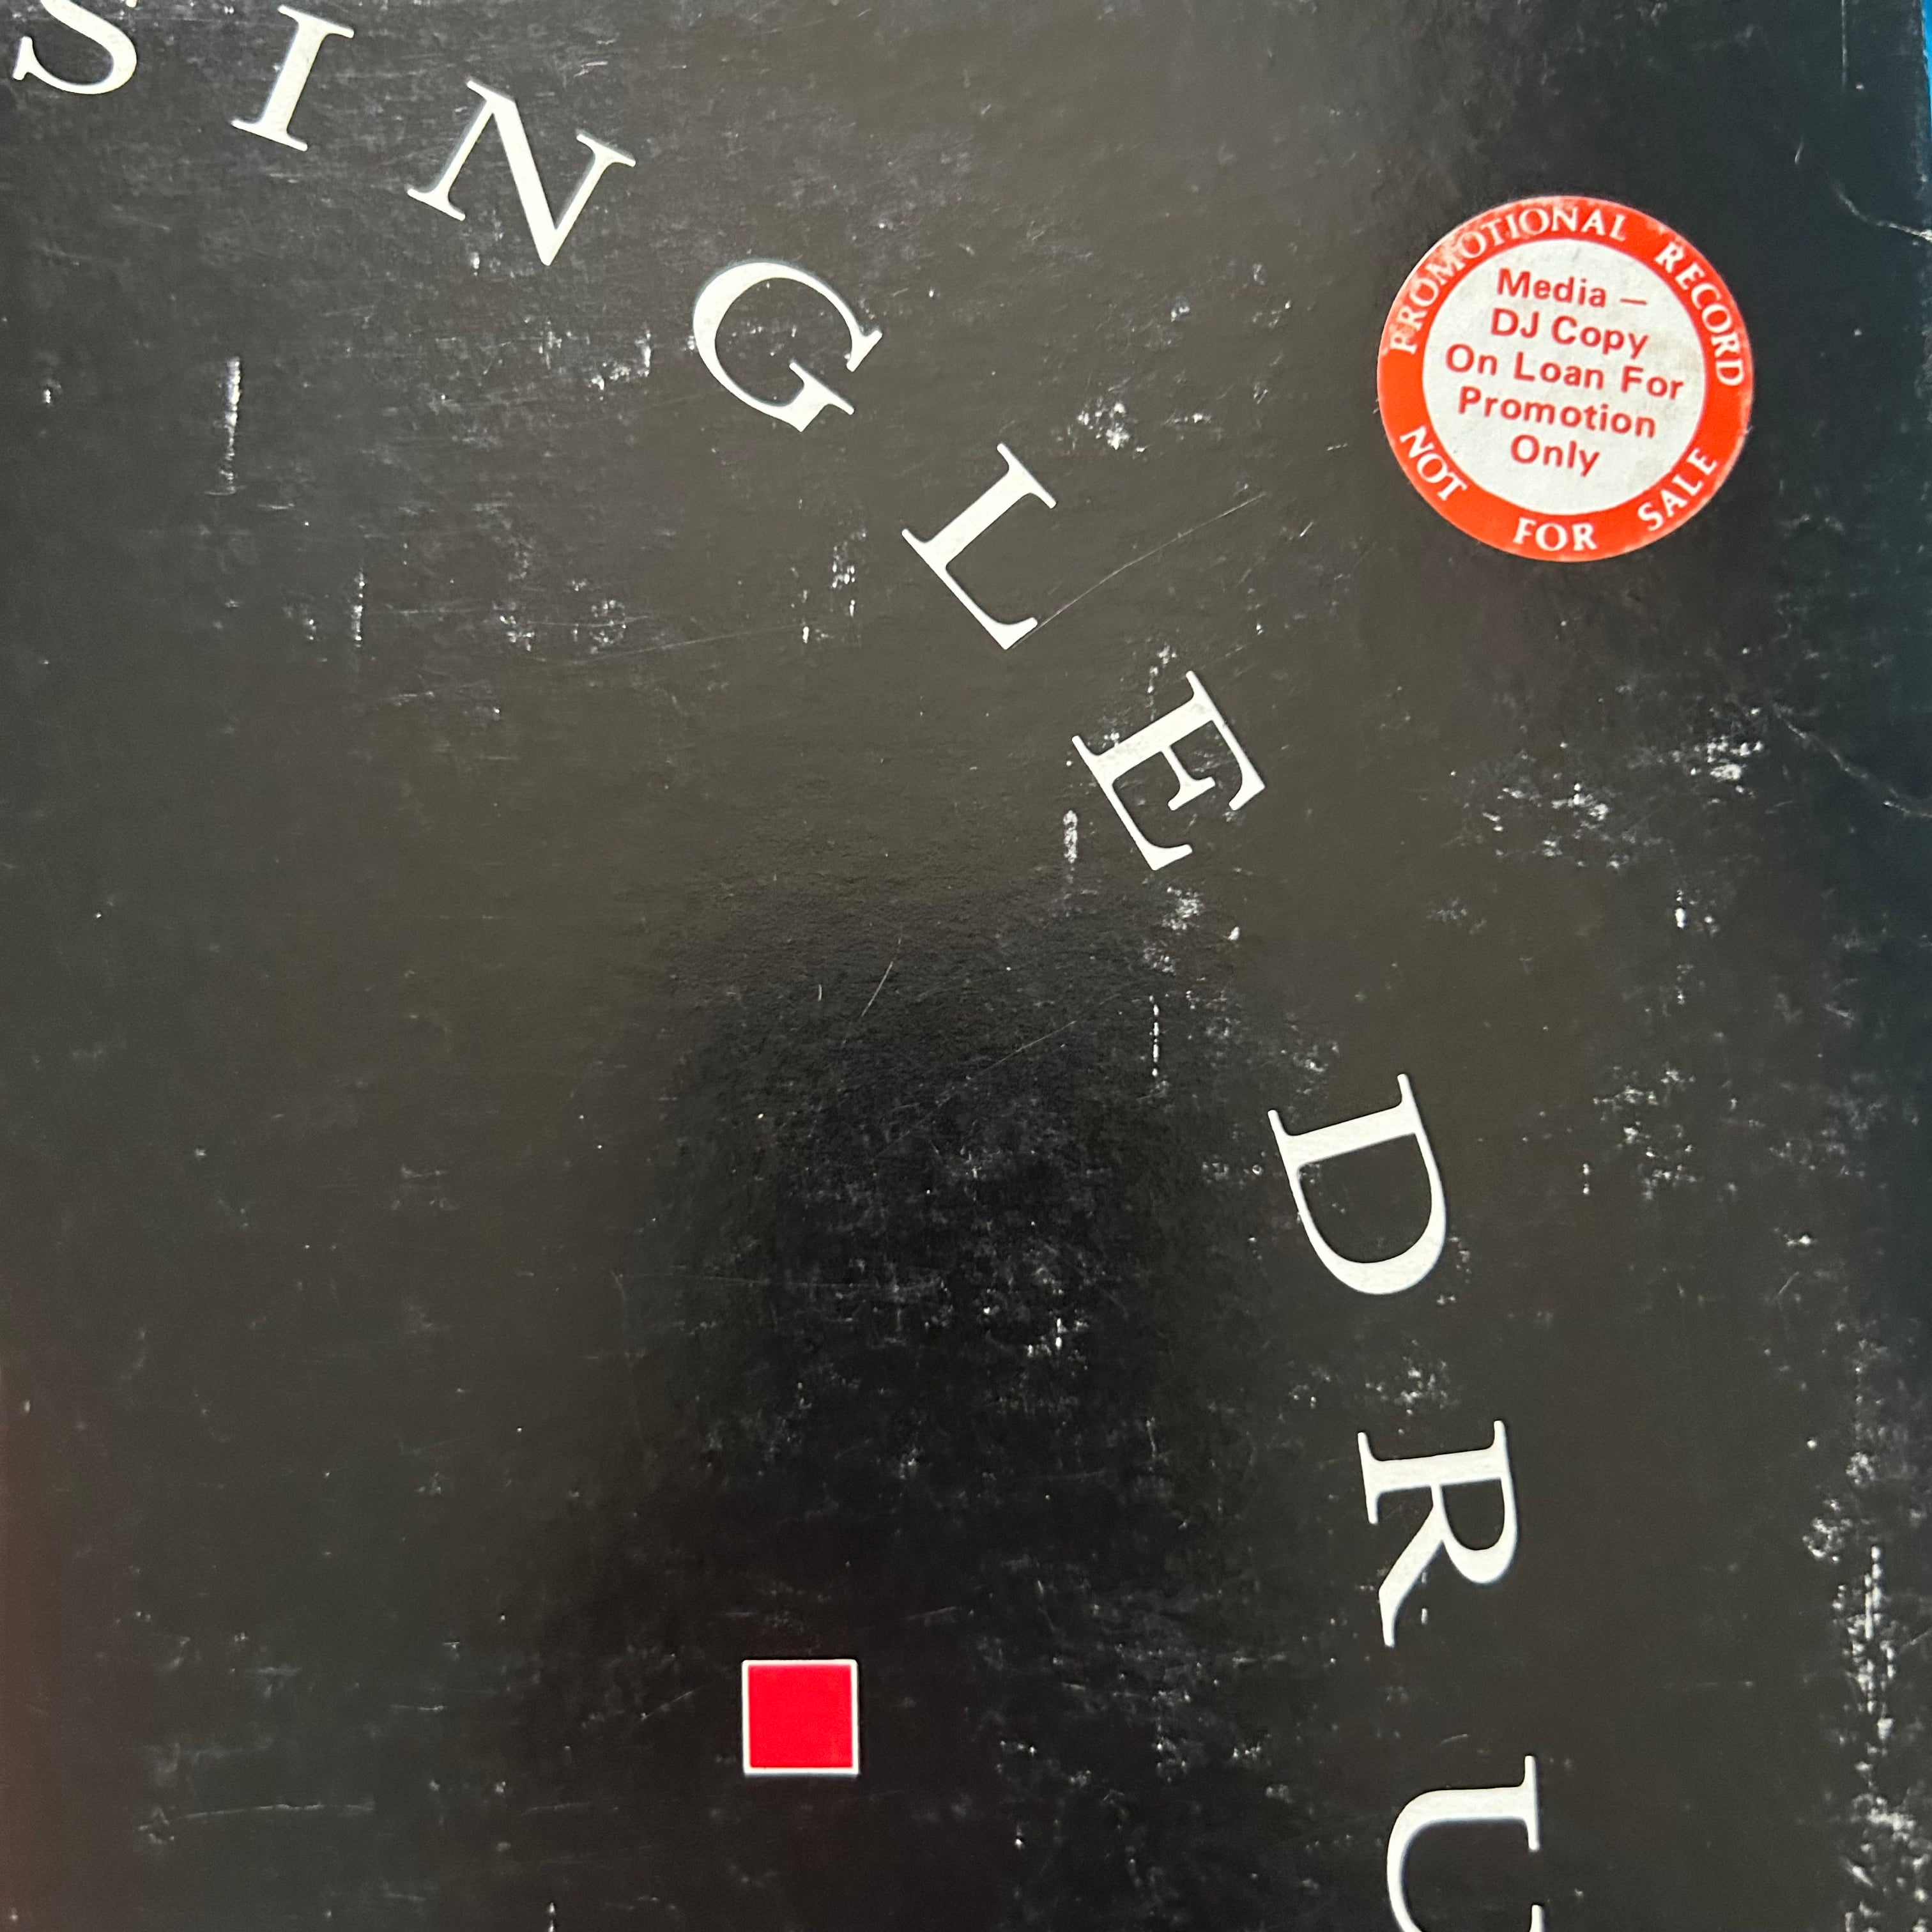 SINGLE DRU
PROMOTIONAL RECORD
Media —
DJ Copy
On Loan For
Promotion
Only
NOT FOR SALE